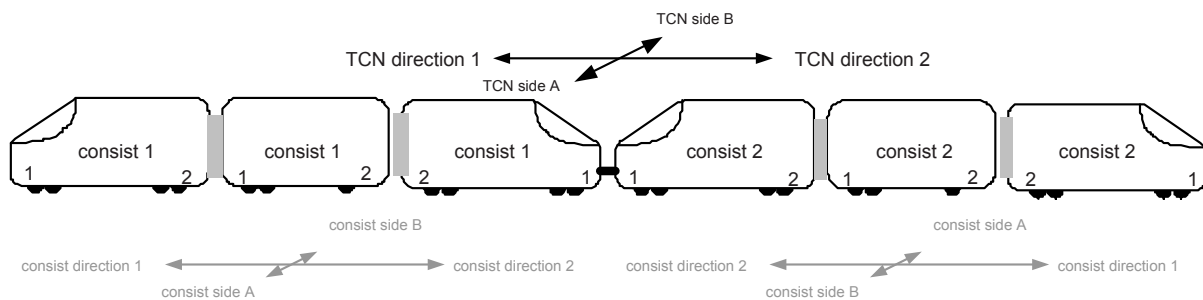 TCN side B
TCN direction 1 TCN direction 2
TCN side A
consist 1 consist 1 consist 1 consist 2 consist 2 consist 2
1 2 1 2 2 1 1 2 1 2 2 1
consist side B consist side A
consist direction 1 consist direction 2 consist direction 2 consist direction 1
consist side A consist side B